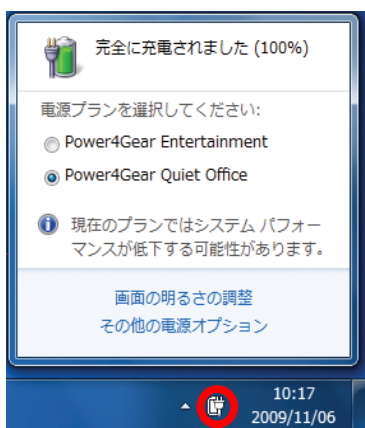 完全に充電されました (100%)
電源プランを選択してください:
Power4Gear Entertainment
Power4Gear Quiet Office
現在のプランではシステム パフォー
マンスが低下する可能性があります。
画面の明るさの調整
その他の電源オプション
10:17
2009/11/06